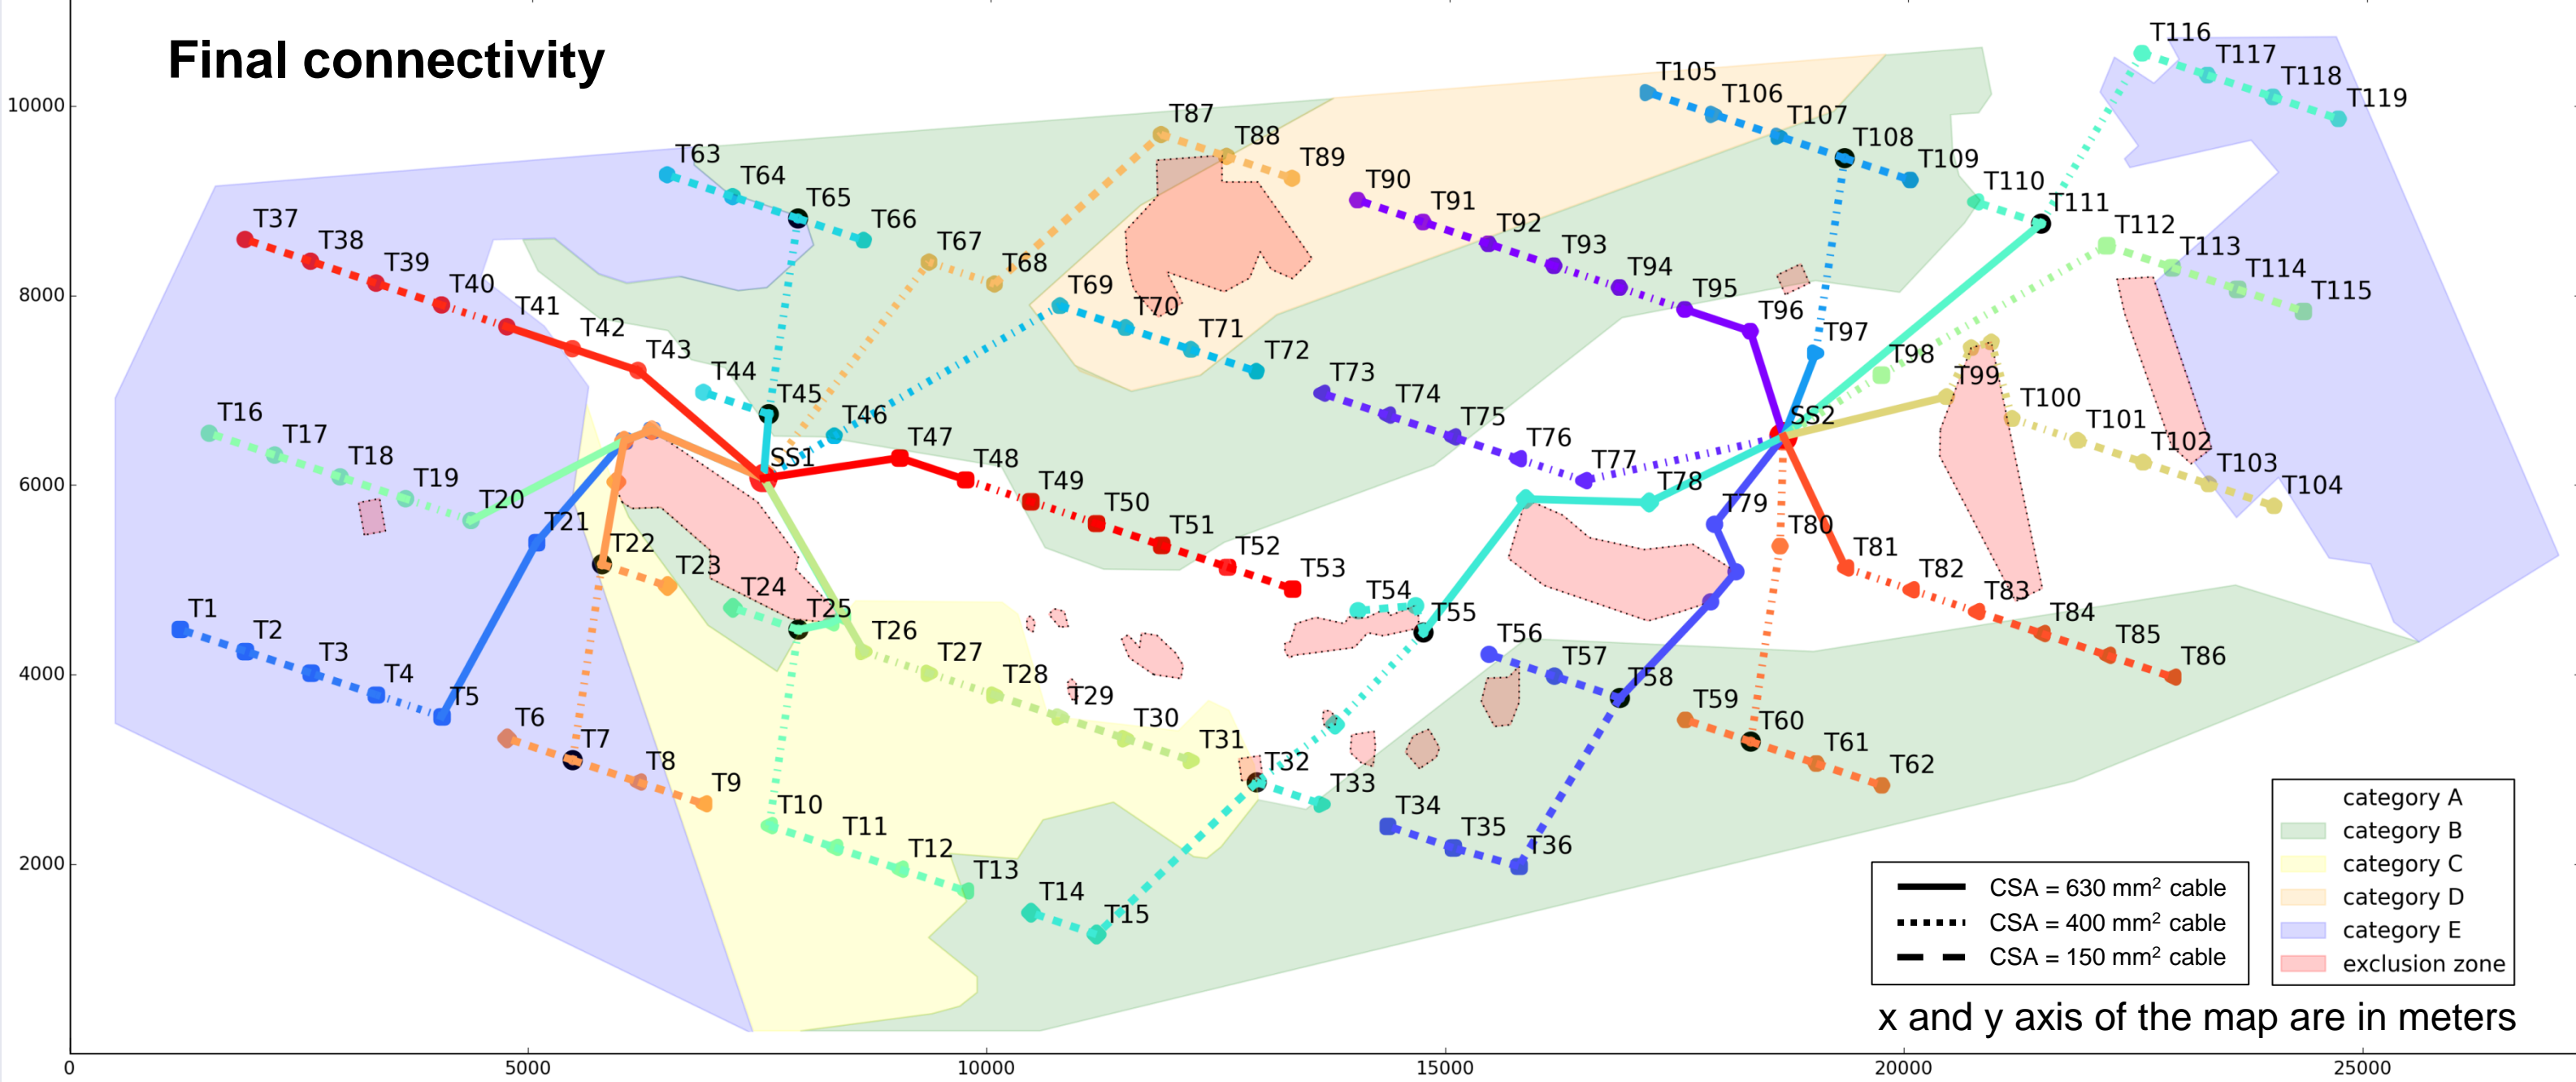 Final connectivity
10000
8000
6000
4000
2000
0
5000
10000
15000
20000
25000
T116
T117
T118
T119
T105
T106
T107
T108
T109
T110
T111
T112
T113
T114
T115
T87
T88
T89
T90
T91
T92
T93
T94
T95
T96
T97
T98
T99
T100
T101
T102
T103
T104
T63
T64
T65
T66
T67
T68
T69
T70
T71
T72
T73
T74
T75
T76
T77
T78
T79
T80
T81
T82
T83
T84
T85
T86
SS2
T37
T38
T39
T40
T41
T42
T43
T44
T45
T46
T47
T48
T49
T50
T51
T52
T53
T54
T55
T56
T57
T58
T59
T60
T61
T62
SS1
T16
T17
T18
T19
T20
T21
T22
T23
T24
T25
T26
T27
T28
T29
T30
T31
T32
T33
T34
T35
T36
T1
T2
T3
T4
T5
T6
T7
T8
T9
T10
T11
T12
T13
T14
T15
CSA = 630 mm² cable
CSA = 400 mm² cable
CSA = 150 mm² cable
category A
category B
category C
category D
category E
exclusion zone
x and y axis of the map are in meters